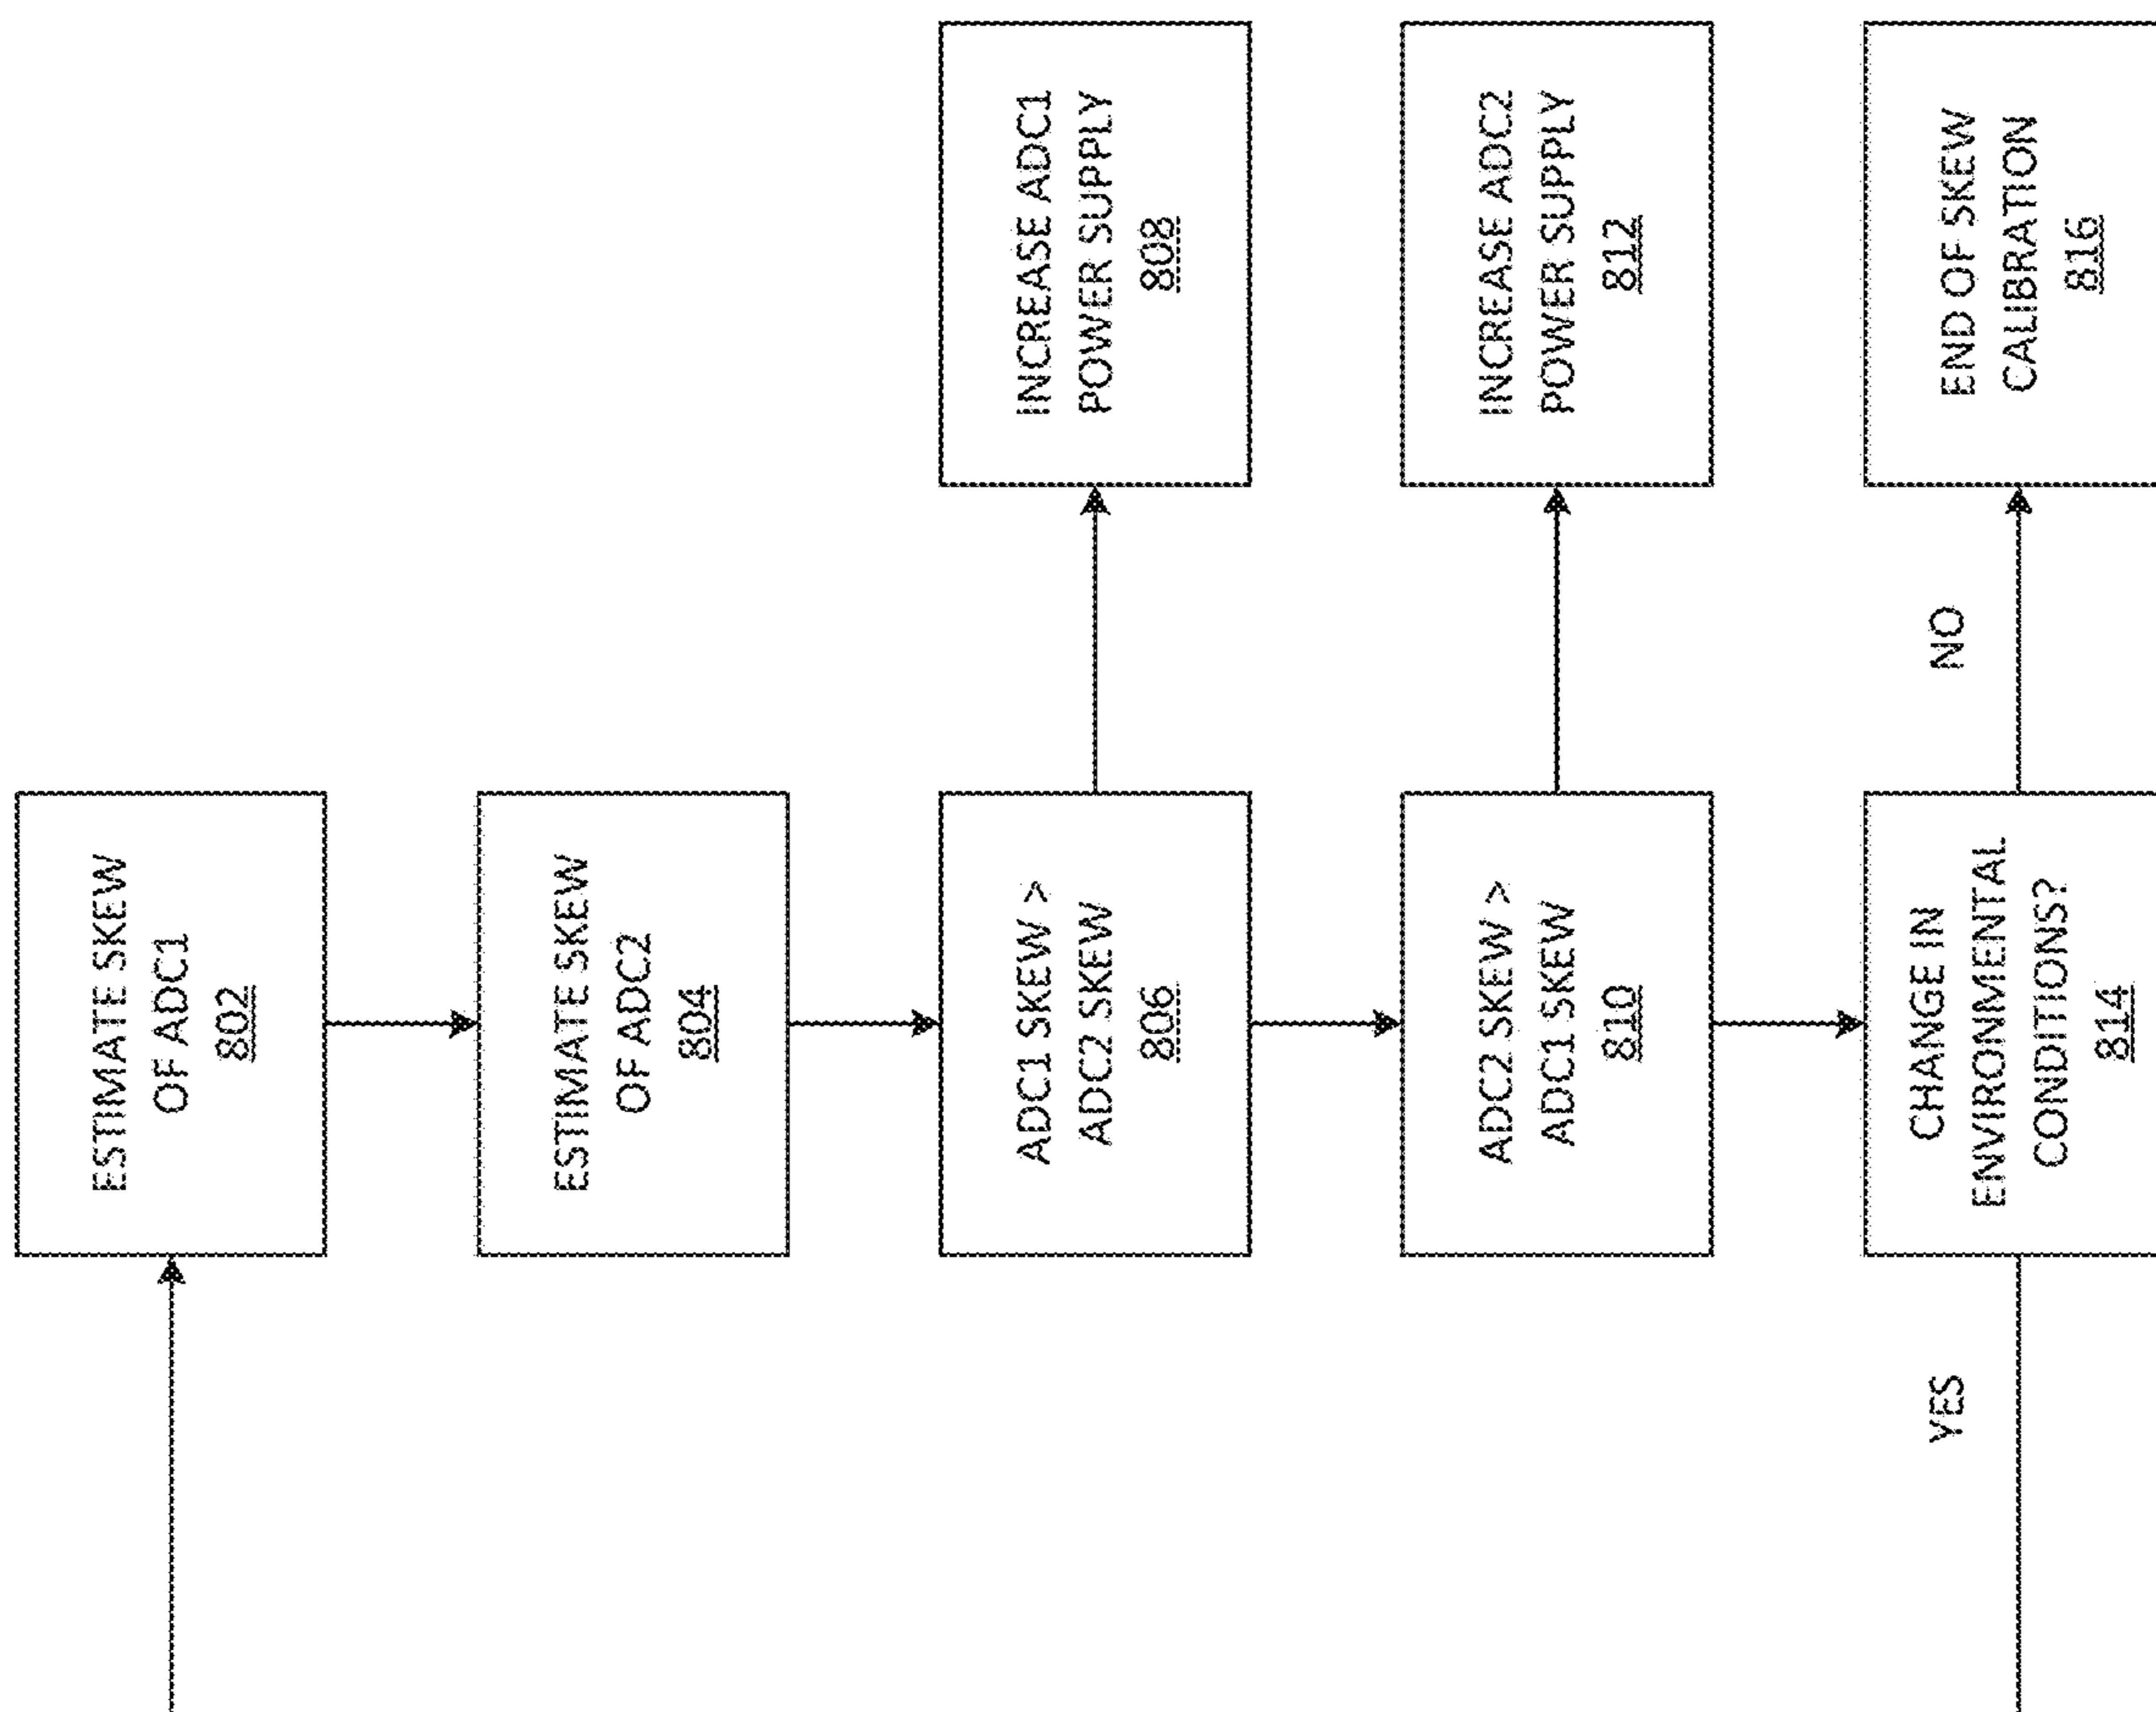 ESTIMATE SKEW
OF ADC1
802
ESTIMATE SKEW
OF ADC2
804
ADC1 SKEW >
ADC2 SKEW
806
INCREASE ADC1
POWER SUPPLY
808
ADC2 SKEW >
ADC1 SKEW
810
INCREASE ADC2
POWER SUPPLY
812
YES
CHANGE IN
ENVIRONMENTAL
CONDITIONS?
814
NO
END OF SKEW
CALIBRATION
816